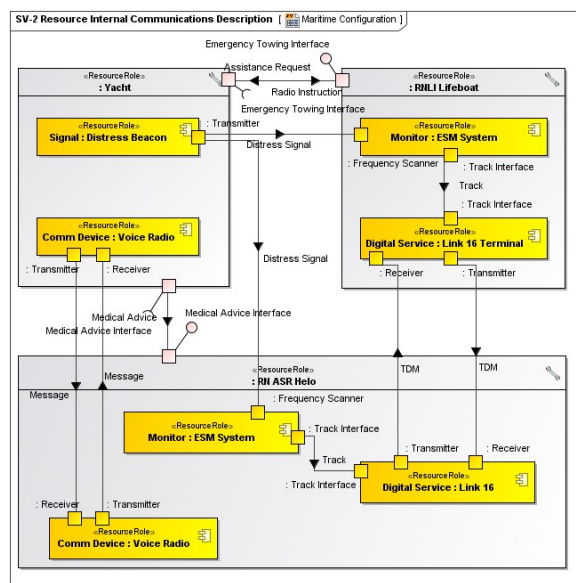 SV-2 Resource Internal Communications Description [ Maritime Configuration ]
Emergency Towing Interface
Assistance Request
Radio Instruction
Emergency Towing Interface
«ResourceRole»
: Yacht
«ResourceRole»
: RNLI Lifeboat
«ResourceRole»
Signal : Distress Beacon
: Transmitter
Distress Signal
«ResourceRole»
Monitor : ESM System
: Frequency Scanner
: Track Interface
Track
: Track Interface
«ResourceRole»
Comm Device : Voice Radio
: Transmitter
: Receiver
«ResourceRole»
Digital Service : Link 16 Terminal
: Receiver
: Transmitter
Distress Signal
Medical Advice
Medical Advice Interface
Medical Advice Interface
Message
Message
TDM
TDM
«ResourceRole»
: RN ASR Helo
: Frequency Scanner
«ResourceRole»
Monitor : ESM System
: Track Interface
Track
: Track Interface
: Transmitter
: Receiver
«ResourceRole»
Digital Service : Link 16
: Receiver
: Transmitter
«ResourceRole»
Comm Device : Voice Radio